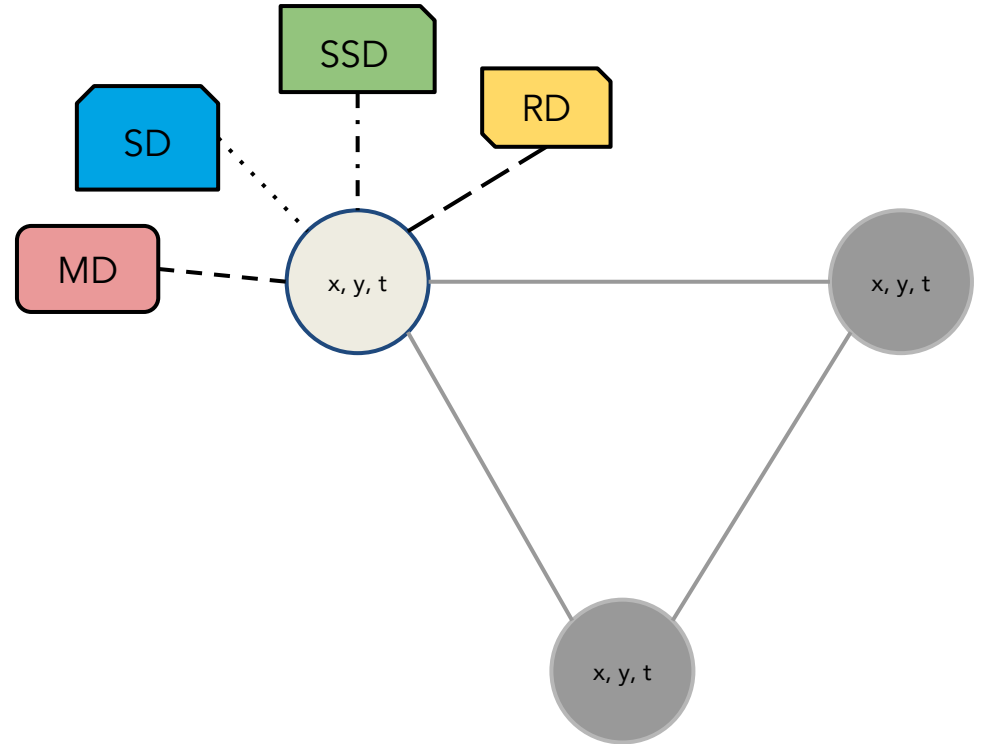 SSD
RD
SD
MD
x, y, t
x, y, t
x, y, t